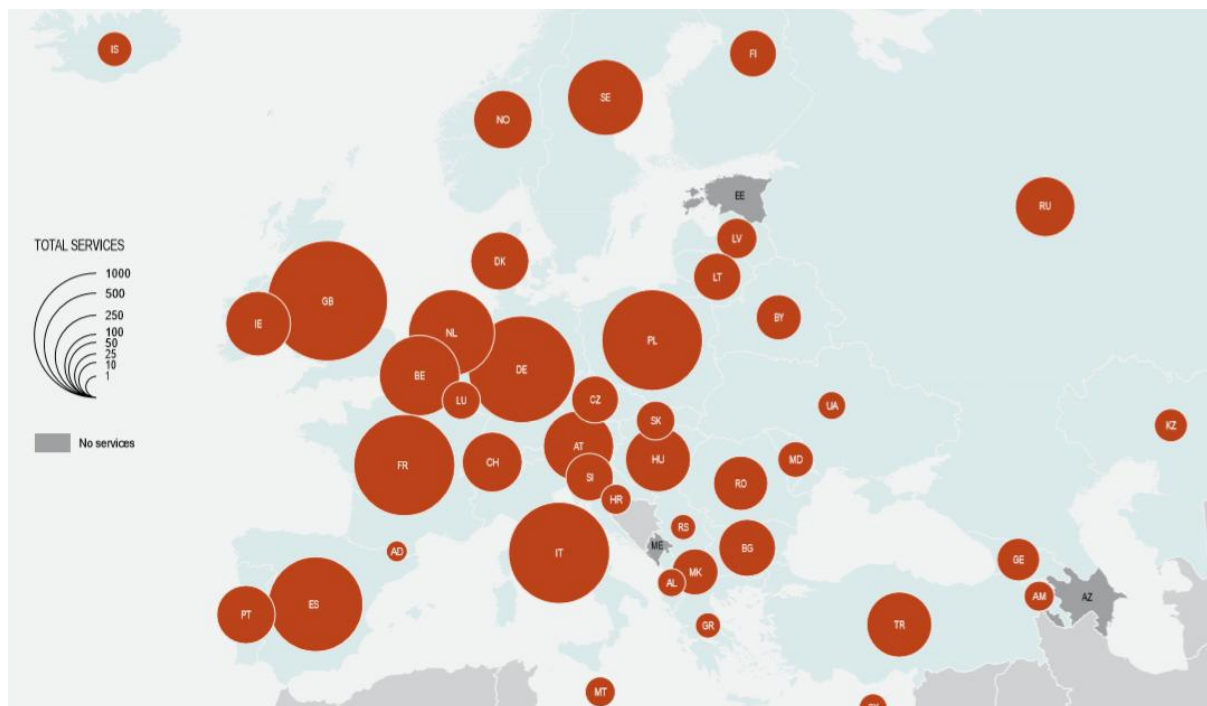 IS
FI
SE
NO
EE
RU
LV
TOTAL SERVICES
DK
1000
LT
500
GB
250
BY
IE
100
NL
PL
50
25
10
BE
DE
1
LU
CZ
UA
SK
KZ
No services
AT
FR
CH
HU
MD
SI
RO
HR
RS
ME
BG
AD
IT
GE
MK
AL
AM
AZ
ES
PT
GR
TR
MT